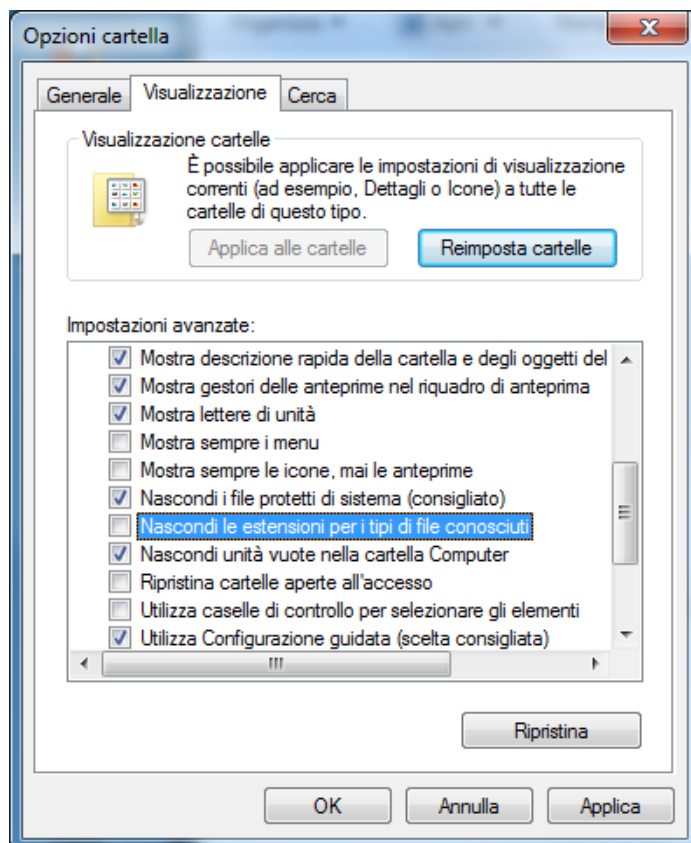 Opzioni cartella
Generale
Visualizzazione
Cerca
Visualizzazione cartelle
È possibile applicare le impostazioni di visualizzazione
correnti (ad esempio, Dettagli o Icone) a tutte le
cartelle di questo tipo.
Applica alle cartelle
Reimposta cartelle
Impostazioni avanzate:
Mostra descrizione rapida della cartella e degli oggetti del
Mostra gestori delle anteprime nel riquadro di anteprima
Mostra lettere di unità
Mostra sempre i menu
Mostra sempre le icone, mai le anteprime
Nascondi i file protetti di sistema (consigliato)
Nascondi le estensioni per i tipi di file conosciuti
Nascondi unità vuote nella cartella Computer
Ripristina cartelle aperte all'accesso
Utilizza caselle di controllo per selezionare gli elementi
Utilizza Configurazione guidata (scelta consigliata)
Ripristina
OK
Annulla
Applica